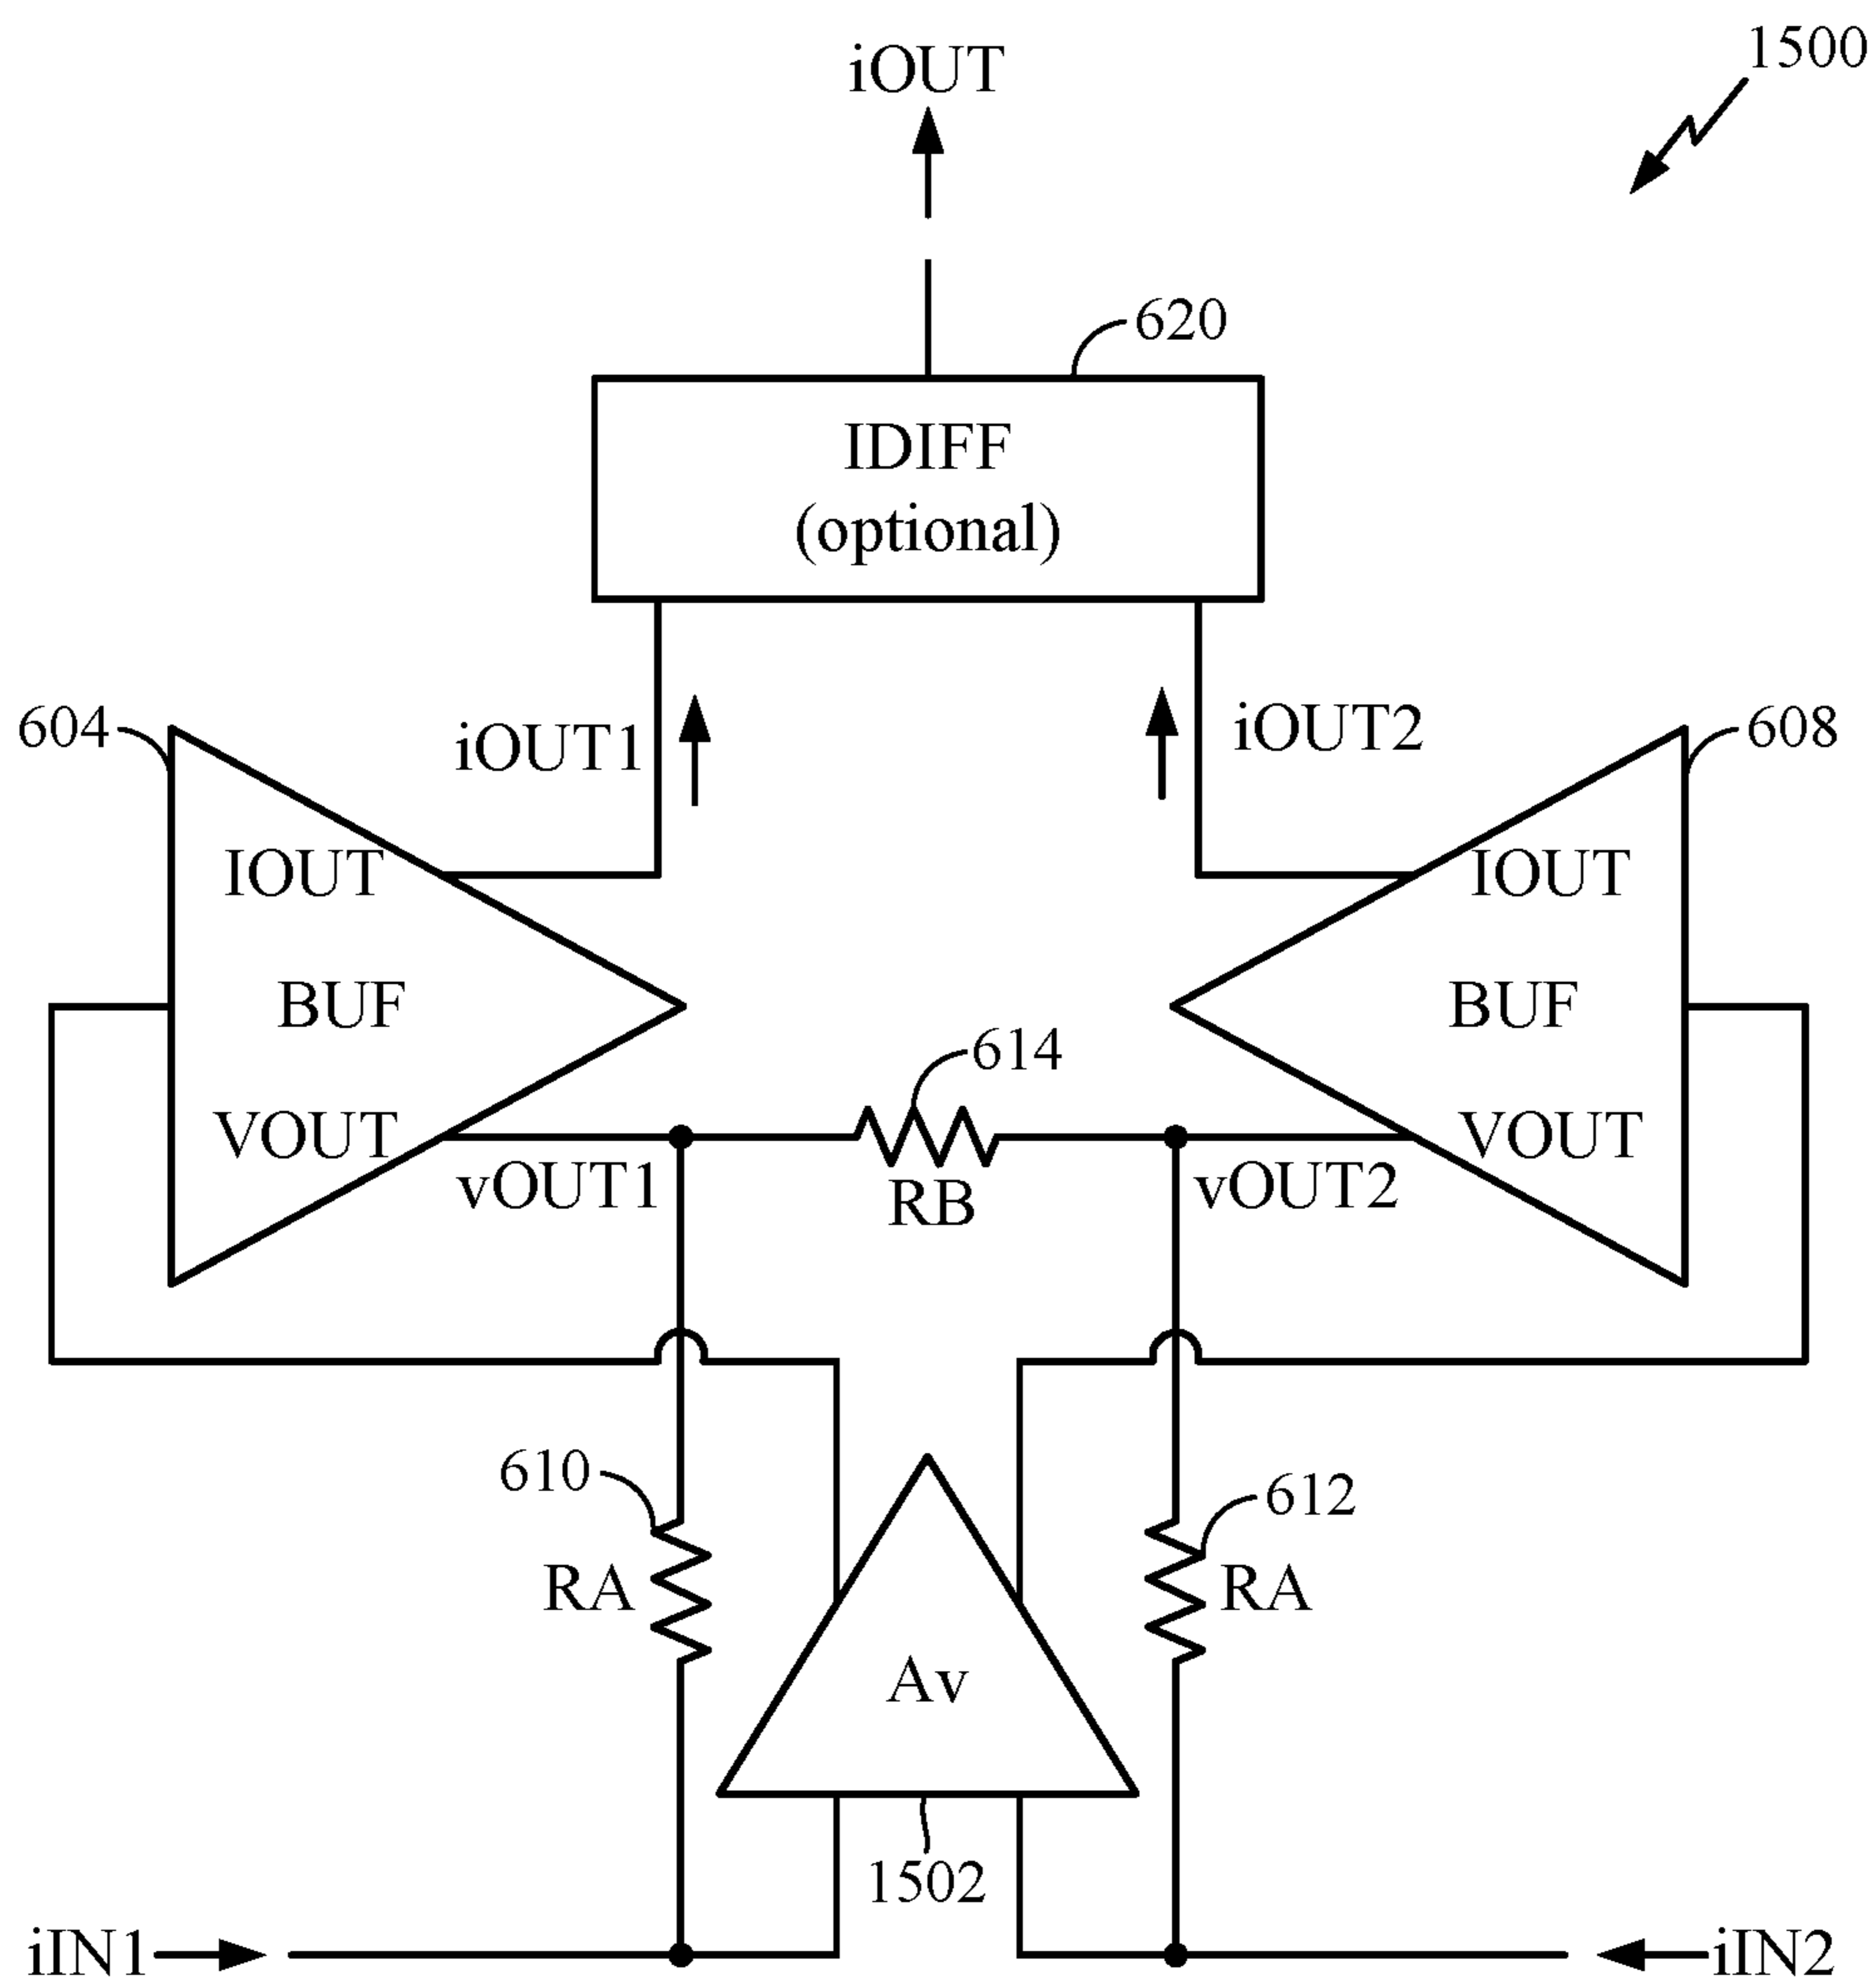 1500
iOUT
620
IDIFF
(optional)
604
iOUT1
iOUT2
608
IOUT
IOUT
BUF
BUF
614
VOUT
VOUT
vOUT1
RB
vOUT2
610
612
RA
RA
Av
1502
iIN1
iIN2